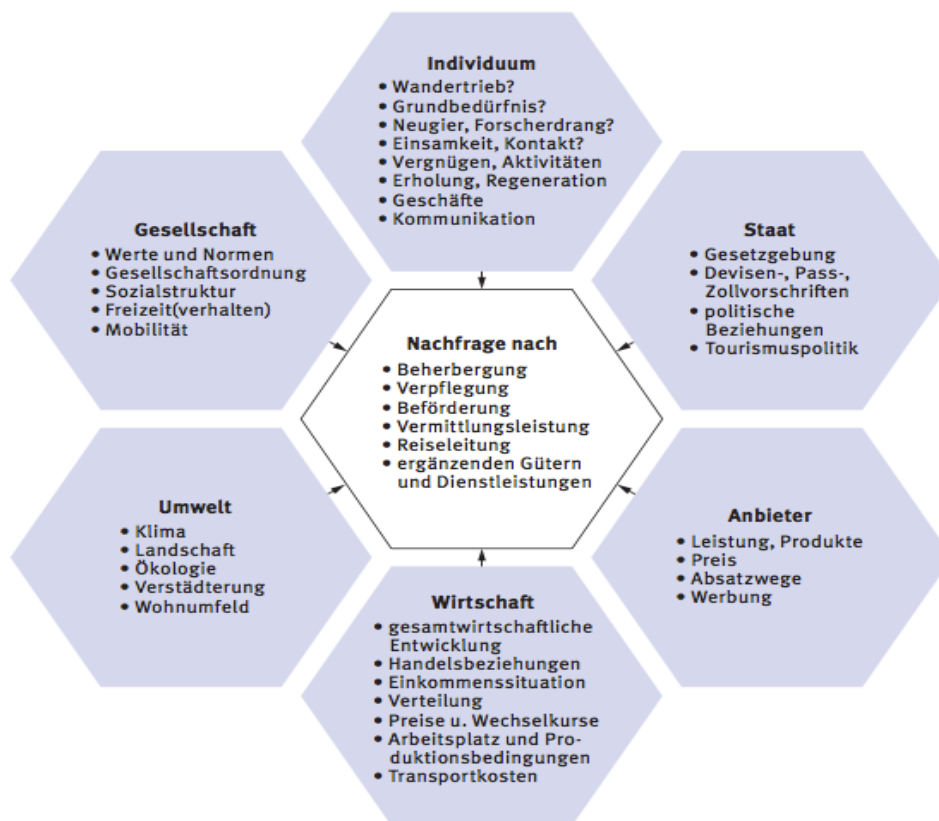 Individuum
• Wandertrieb?
• Grundbedürfnis?
• Neugier, Forscherdrang?
• Einsamkeit, Kontakt?
• Vergnügen, Aktivitäten
• Erholung, Regeneration
• Geschäfte
• Kommunikation
Gesellschaft
• Werte und Normen
• Gesellschaftsordnung
• Sozialstruktur
• Freizeit(verhalten)
• Mobilität
Staat
• Gesetzgebung
• Devisen-, Pass-,
Zollvorschriften
• politische
Beziehungen
• Tourismuspolitik
Nachfrage nach
• Beherbergung
• Verpflegung
• Beförderung
• Vermittlungsleistung
• Reiseleitung
• ergänzenden Gütern
und Dienstleistungen
Umwelt
• Klima
• Landschaft
• Ökologie
• Verstädterung
• Wohnumfeld
Anbieter
• Leistung, Produkte
• Preis
• Absatzwege
• Werbung
Wirtschaft
• gesamtwirtschaftliche
Entwicklung
• Handelsbeziehungen
• Einkommenssituation
• Verteilung
• Preise u. Wechselkurse
• Arbeitsplatz und Pro-
duktionsbedingungen
• Transportkosten